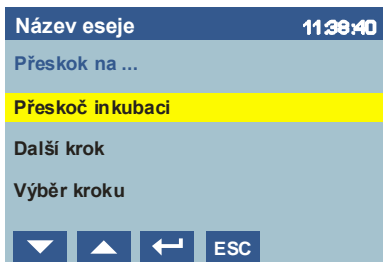 Název eseje 11:38:40
Přeskok na ...
Přeskoč inkubaci
Další krok
Výběr kroku
ESC